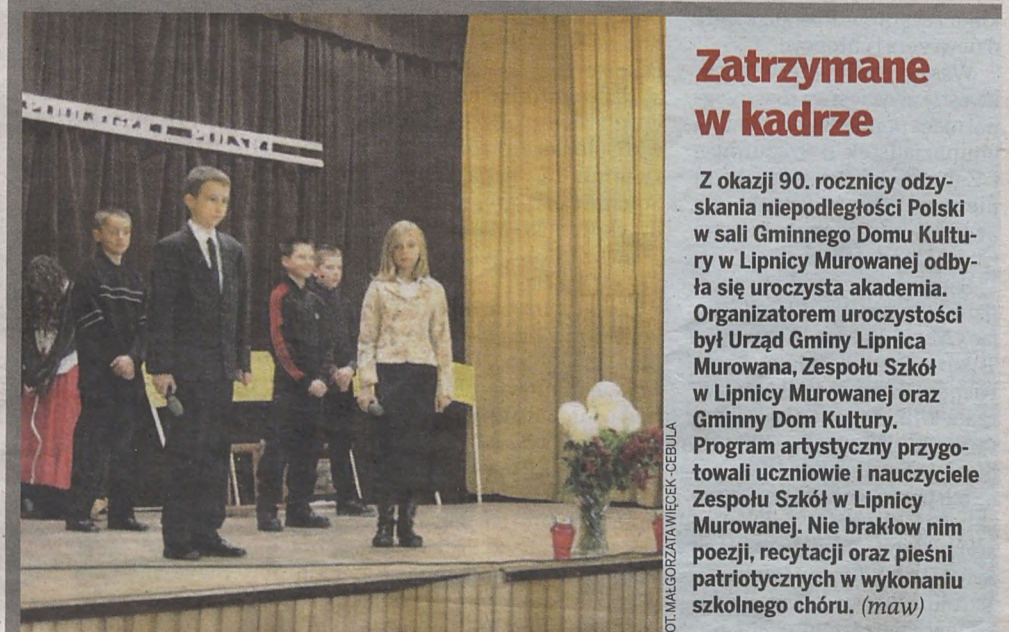 Zatrzymane
w kadrze
Z okazji 90. rocznicy odzy-
skania niepodległości Polski
w sali Gminnego Domu Kultu-
ry w Lipnicy Murowanej odby-
ła się uroczysta akademia.
Organizatorem uroczystości
był Urząd Gminy Lipnica
Murowana, Zespołu Szkół
w Lipnicy Murowanej oraz
Gminny Dom Kultury.
Program artystyczny przygo-
towali uczniowie i nauczyciele
Zespołu Szkół w Lipnicy
Murowanej. Nie brakłow nim
poezji, recytacji oraz pieśni
patriotycznych w wykonaniu
szkolnego chóru. (maw)
OT. MAŁGORZATA WIĘCEK-CEBULA
POLSKI